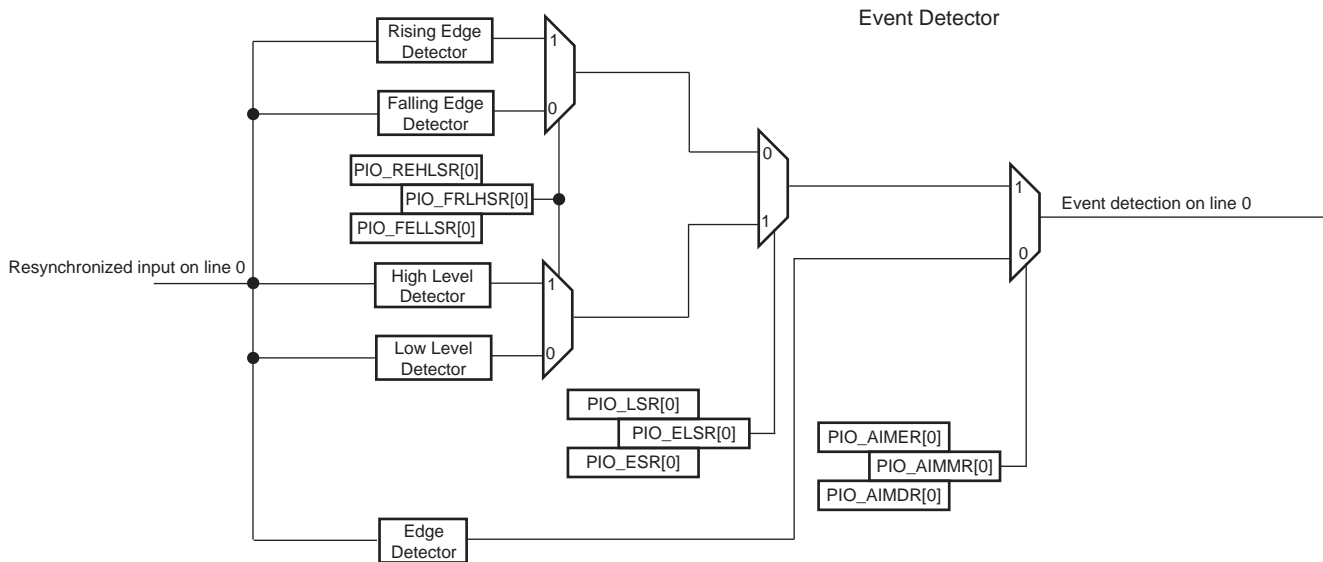 Event Detector
Rising Edge
Detector
1
Falling Edge
Detector
0
0
PIO_REHLSR[0]
PIO_FRLHSR[0]
PIO_FELLSR[0]
1
1
Event detection on line 0
0
Resynchronized input on line 0
High Level
Detector
1
Low Level
Detector
0
PIO_LSR[0]
PIO_ELSR[0]
PIO_ESR[0]
PIO_AIMER[0]
PIO_AIMMR[0]
PIO_AIMDR[0]
Edge
Detector